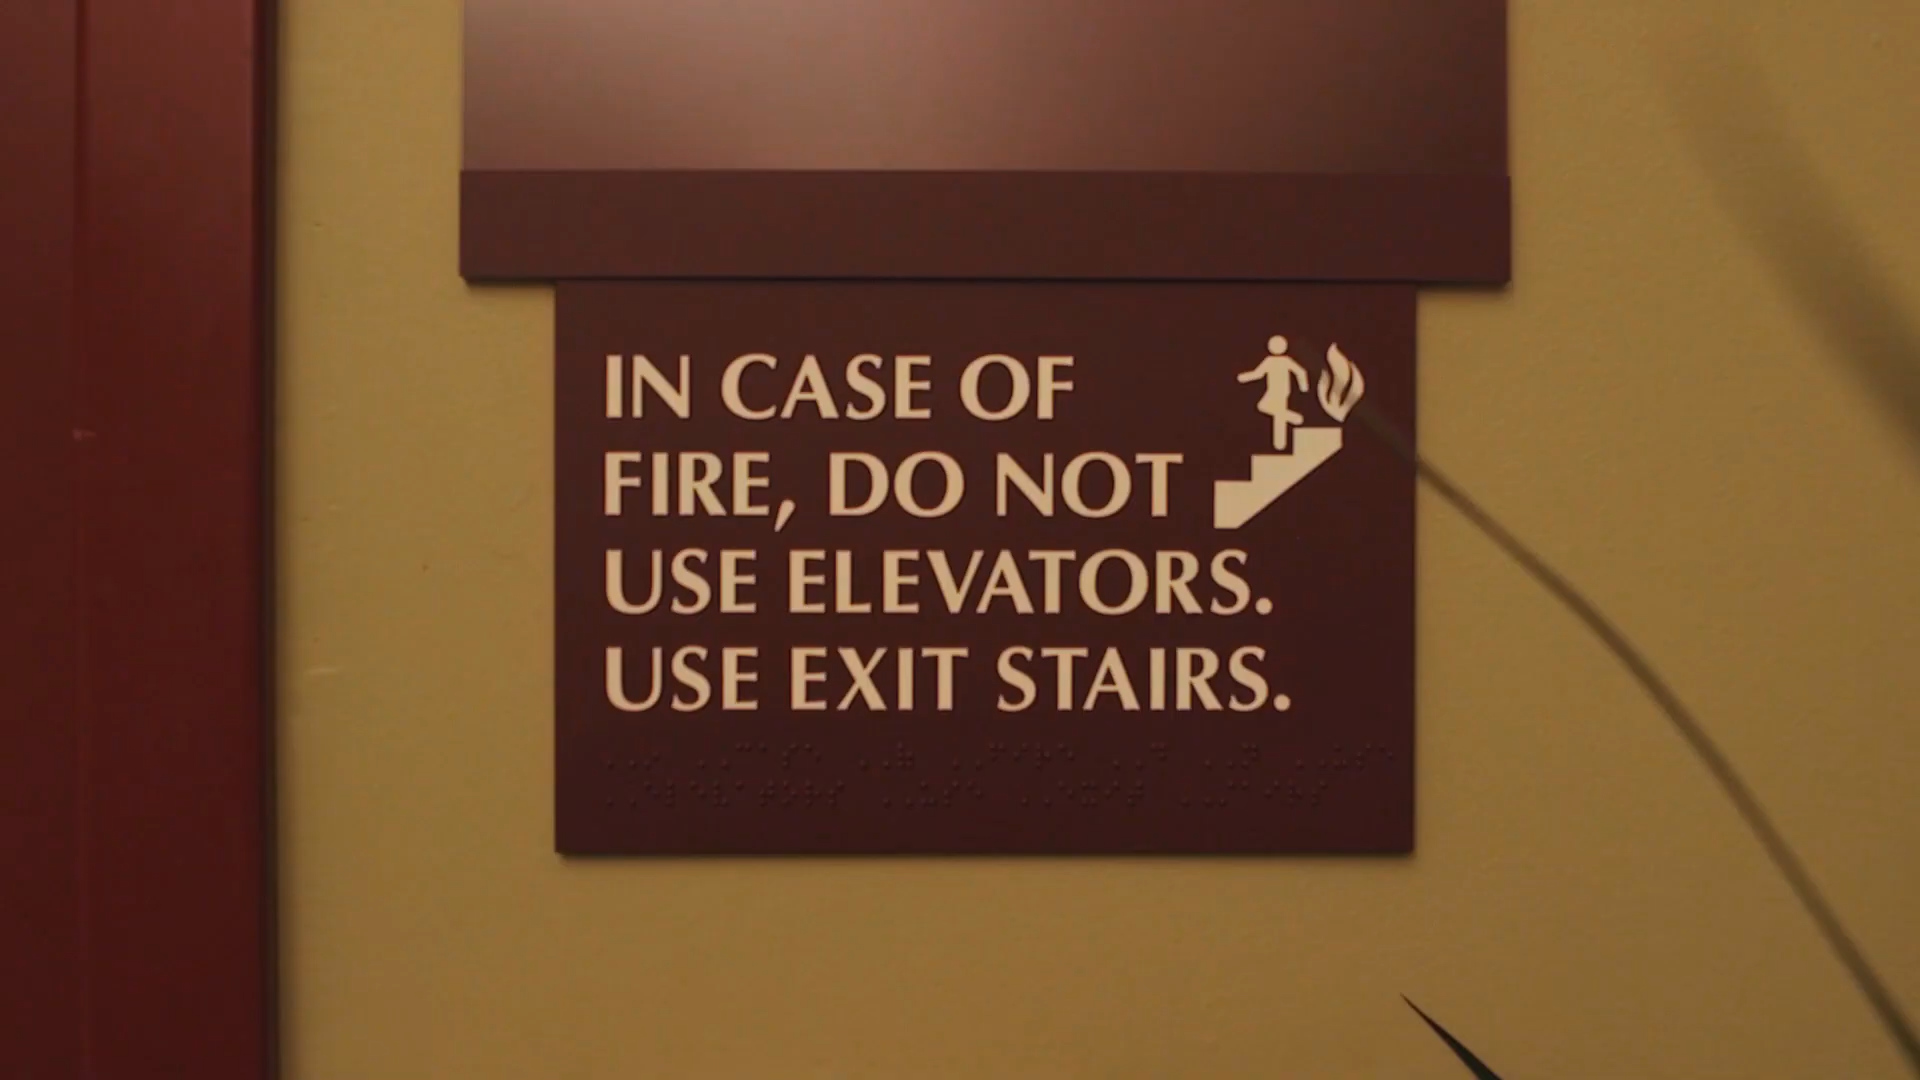 IN CASE OF
FIRE, DO NOT
USE ELEVATORS.
USE EXIT STAIRS.